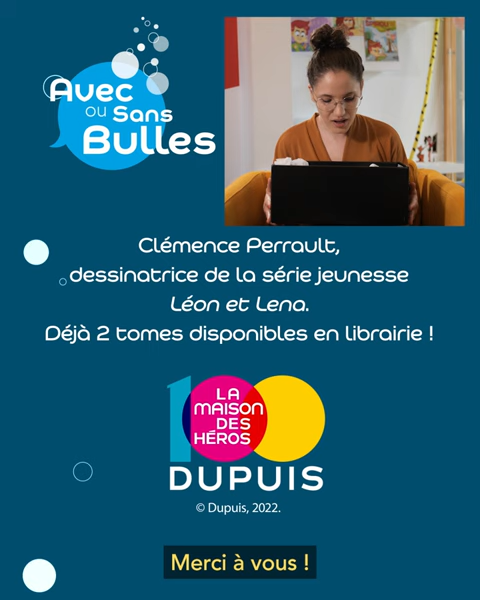 Avec
ou Sans
Bulles
Clémence Perrault,
dessinatrice de la série jeunesse
Léon et Lena.
Déjà 2 tomes disponibles en librairie !
100
LA
MAISON
DES
HÉROS
DUPUIS
© Dupuis, 2022.
Merci à vous !